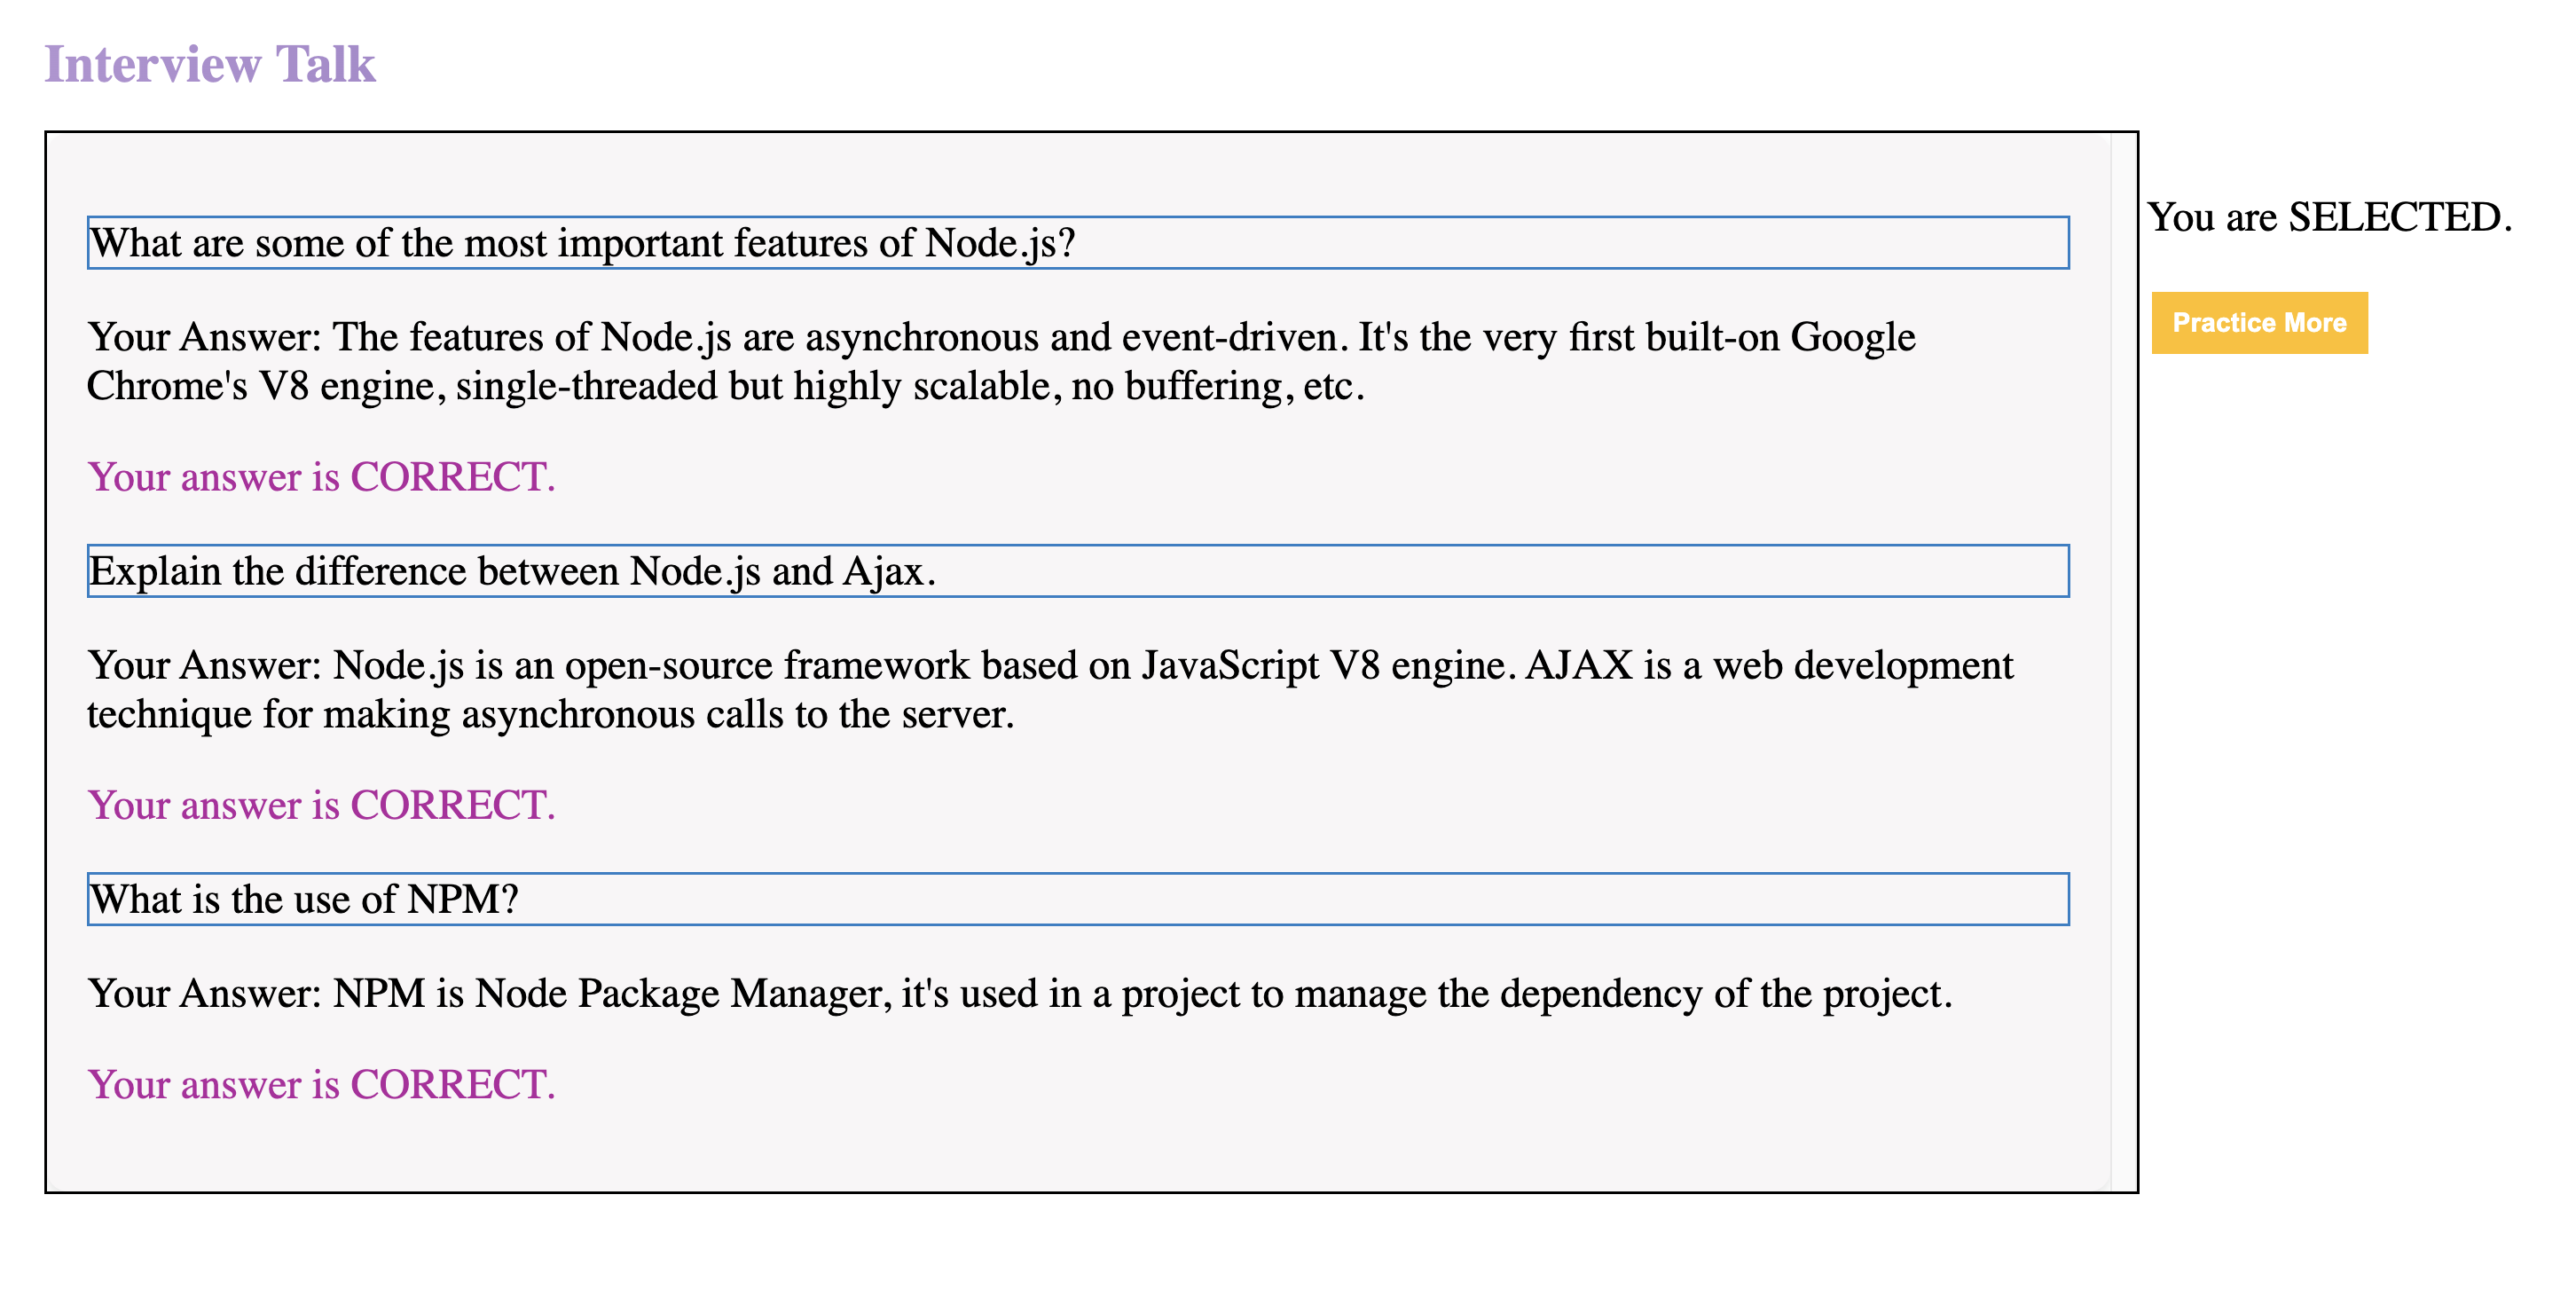 Interview Talk
What are some of the most important features of Node.js?
Your Answer: The features of Node.js are asynchronous and event-driven. It's the very first built-on Google
Chrome's V8 engine, single-threaded but highly scalable, no buffering, etc.
Your answer is CORRECT.
Explain the difference between Node.js and Ajax.
Your Answer: Node.js is an open-source framework based on JavaScript V8 engine. AJAX is a web development
technique for making asynchronous calls to the server.
Your answer is CORRECT.
What is the use of NPM?
Your Answer: NPM is Node Package Manager, it's used in a project to manage the dependency of the project.
Your answer is CORRECT.
You are SELECTED.
Practice More